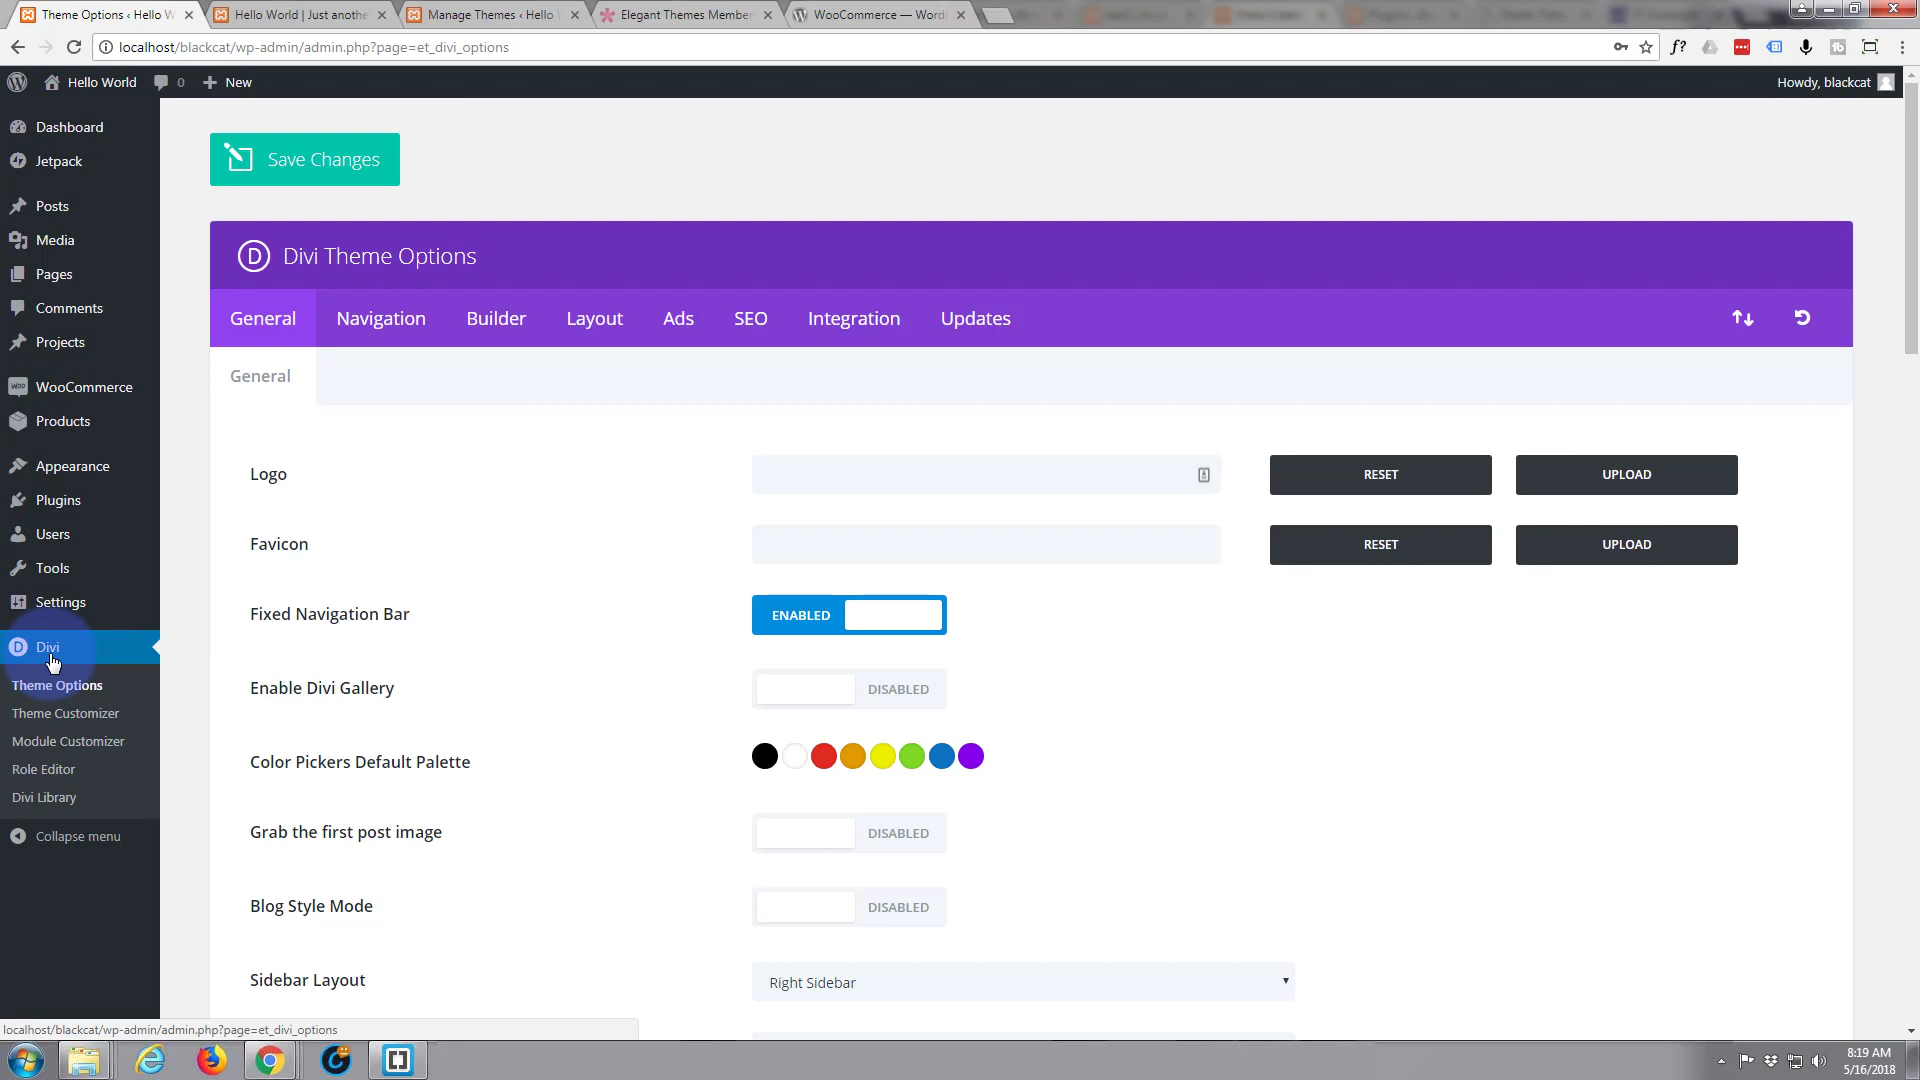 Theme Options ‹ Hello W
Hello World | Just anothe
Manage Themes ‹ Hello
Elegant Themes Member
WooCommerce — Word
localhost/blackcat/wp-admin/admin.php?page=et_divi_options
f?
Hello World
0
New
Howdy, blackcat
Dashboard
Jetpack
Posts
Media
Pages
Comments
Projects
WooCommerce
Products
Appearance
Plugins
Users
Tools
Settings
Divi
Theme Options
Theme Customizer
Module Customizer
Role Editor
Divi Library
Collapse menu
Save Changes
D Divi Theme Options
General Navigation Builder Layout Ads SEO Integration Updates
General
Logo RESET UPLOAD
Favicon RESET UPLOAD
Fixed Navigation Bar ENABLED
Enable Divi Gallery DISABLED
Color Pickers Default Palette
Grab the first post image DISABLED
Blog Style Mode DISABLED
Sidebar Layout Right Sidebar
localhost/blackcat/wp-admin/admin.php?page=et_divi_options
8:19 AM
5/16/2018